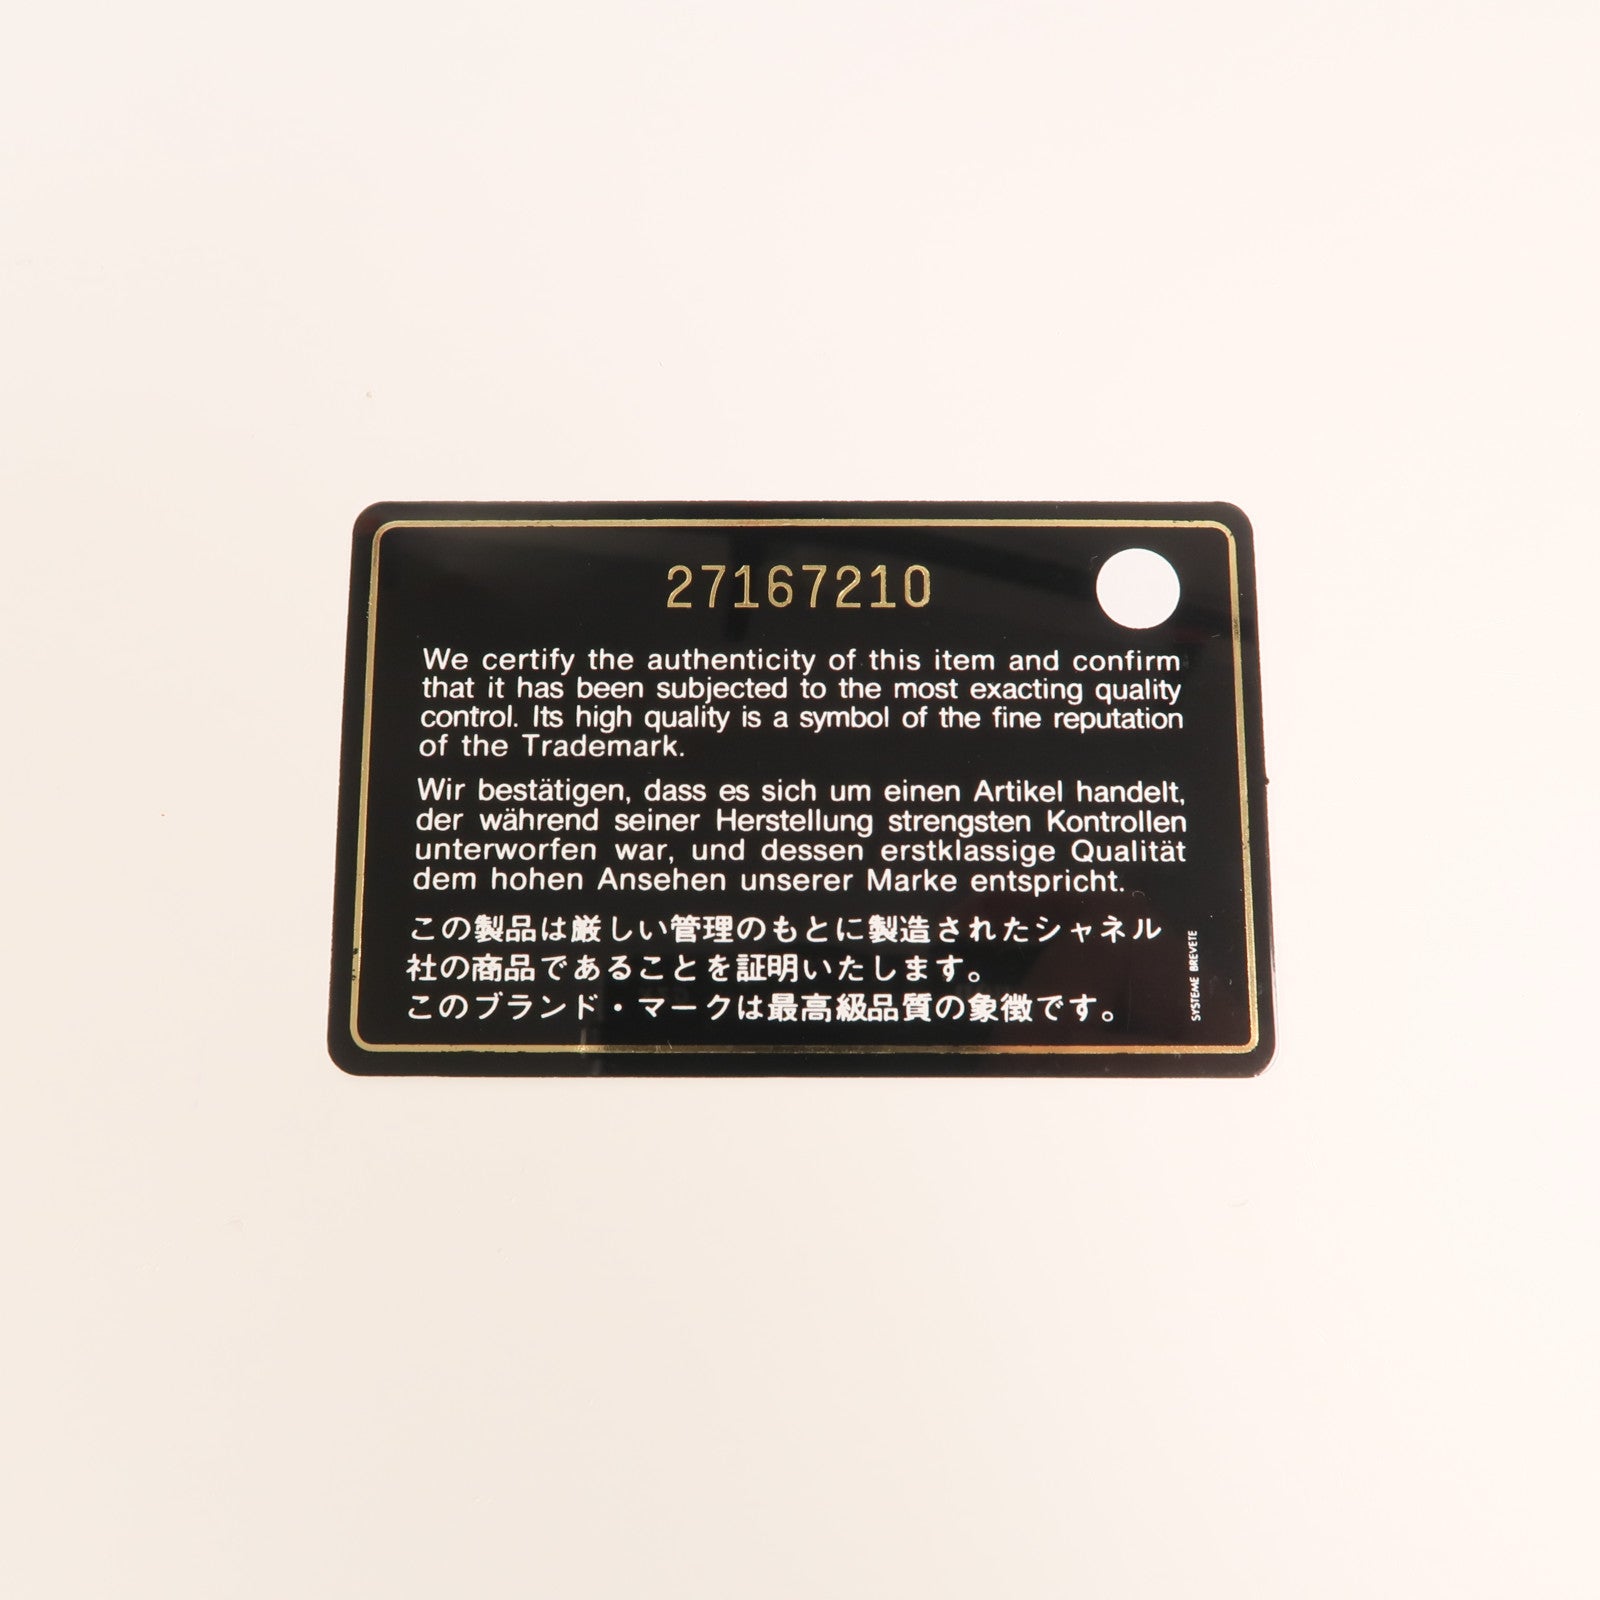 27167210
We certify the authenticity of this item and confirm
that it has been subjected to the most exacting quality
control. Its high quality is a symbol of the fine reputation
of the Trademark.
Wir bestätigen, dass es sich um einen Artikel handelt,
der während seiner Herstellung strengsten Kontrollen
unterworfen war, und dessen erstklassige Qualität
dem hohen Ansehen unserer Marke entspricht.
この製品は厳しい管理のもとに製造されたシャネル
社の商品であることを証明いたします。
このブランド・マークは最高級品質の象徴です。
SYSTEME BREVETE